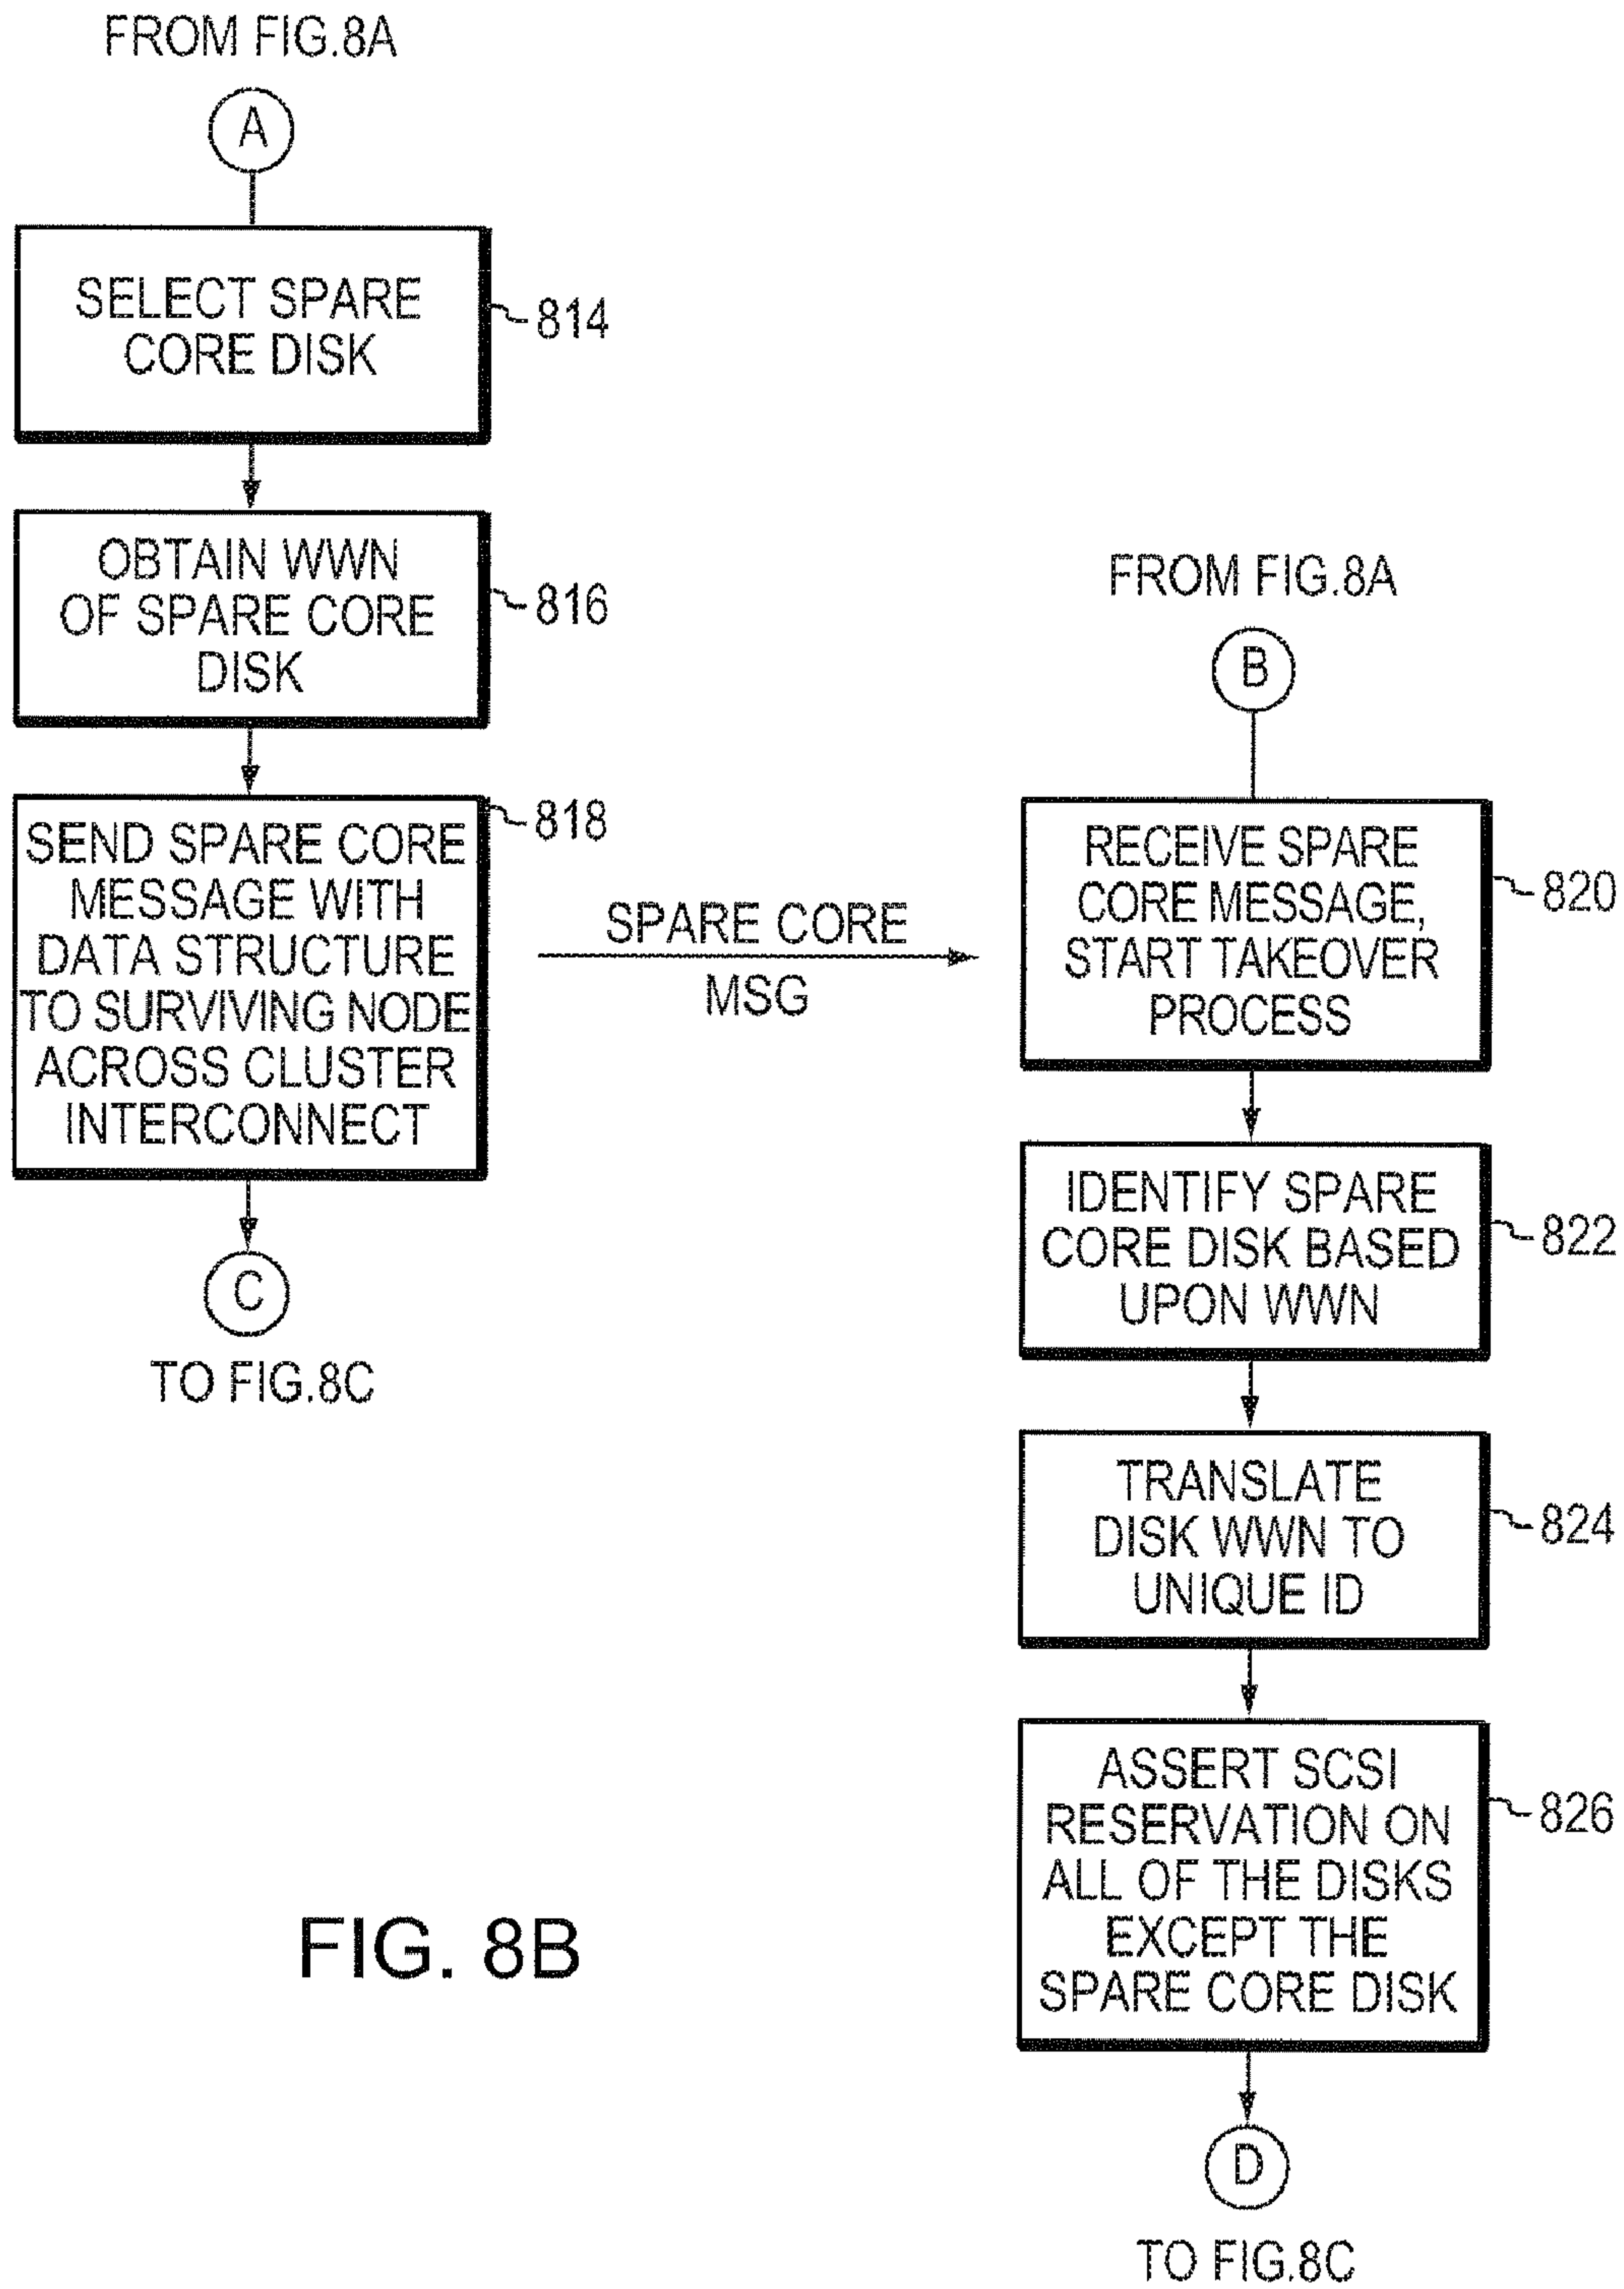 FROM FIG.8A
A
SELECT SPARE
CORE DISK
814
OBTAIN WWN
OF SPARE CORE
DISK
816
SEND SPARE CORE
MESSAGE WITH
DATA STRUCTURE
TO SURVIVING NODE
ACROSS CLUSTER
INTERCONNECT
818
C
TO FIG.8C
SPARE CORE
MSG
FROM FIG.8A
B
RECEIVE SPARE
CORE MESSAGE,
START TAKEOVER
PROCESS
820
IDENTIFY SPARE
CORE DISK BASED
UPON WWN
822
TRANSLATE
DISK WWN TO
UNIQUE ID
824
ASSERT SCSI
RESERVATION ON
ALL OF THE DISKS
EXCEPT THE
SPARE CORE DISK
826
D
TO FIG.8C
FIG. 8B